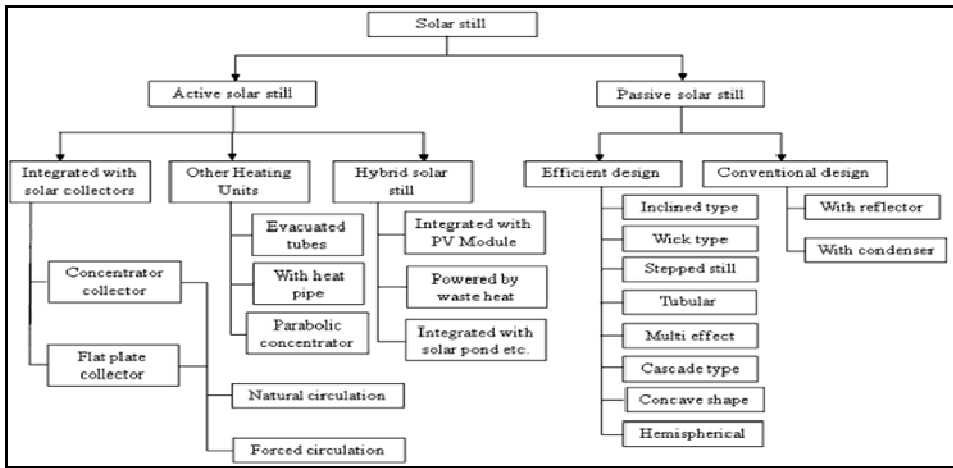 Solar still
Active solar still
Passive solar still
Integrated with
solar collectors
Other Heating
Units
Hybrid solar
still
Efficient design
Conventional design
Concentrator
collector
Flat plate
collector
Natural circulation
Forced circulation
Evacuated
tubes
With heat
pipe
Parabolic
concentrator
Integrated with
PV Module
Powered by
waste heat
Integrated with
solar pond etc.
Inclined type
Wick type
Stepped still
Tubular
Multi effect
Cascade type
Concave shape
Hemispherical
With reflector
With condenser